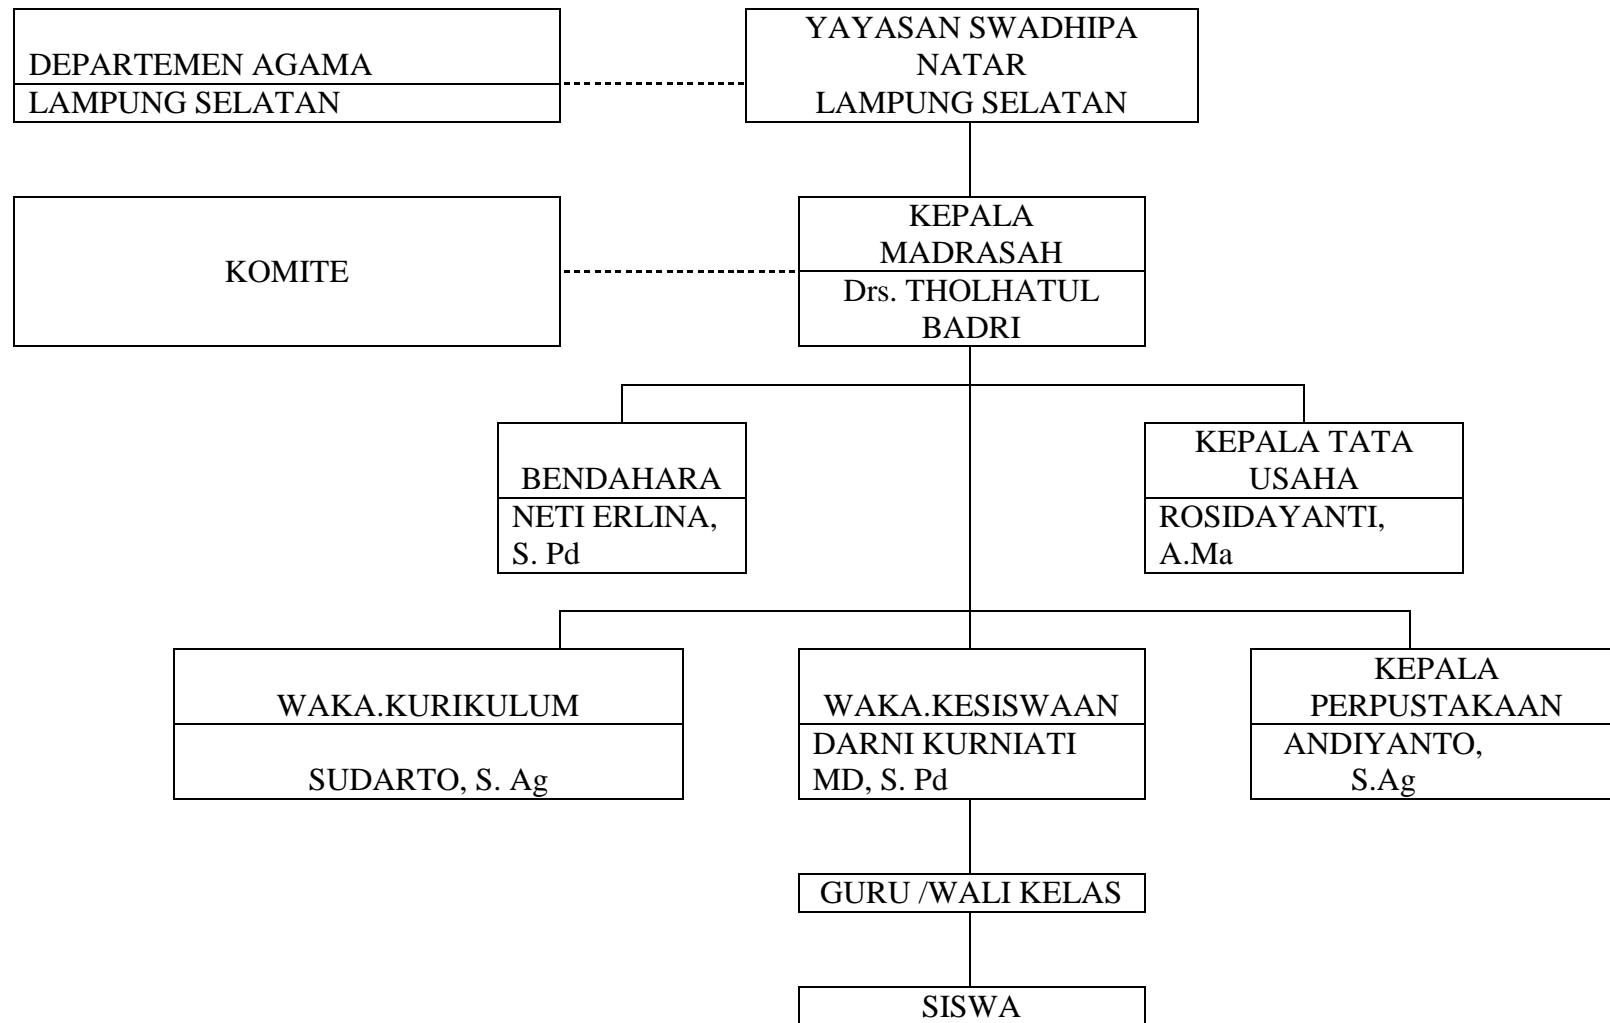 DEPARTEMEN AGAMA
LAMPUNG SELATAN
YAYASAN SWADHIPA
NATAR
LAMPUNG SELATAN
KOMITE
KEPALA
MADRASAH
Drs. THOLHATUL
BADRI
BENDAHARA
NETI ERLINA,
S. Pd
KEPALA TATA
USAHA
ROSIDAYANTI,
A.Ma
WAKA.KURIKULUM
SUDARTO, S. Ag
WAKA.KESISWAAN
DARNI KURNIATI
MD, S. Pd
KEPALA
PERPUSTAKAAN
ANDIYANTO,
S.Ag
GURU /WALI KELAS
SISWA